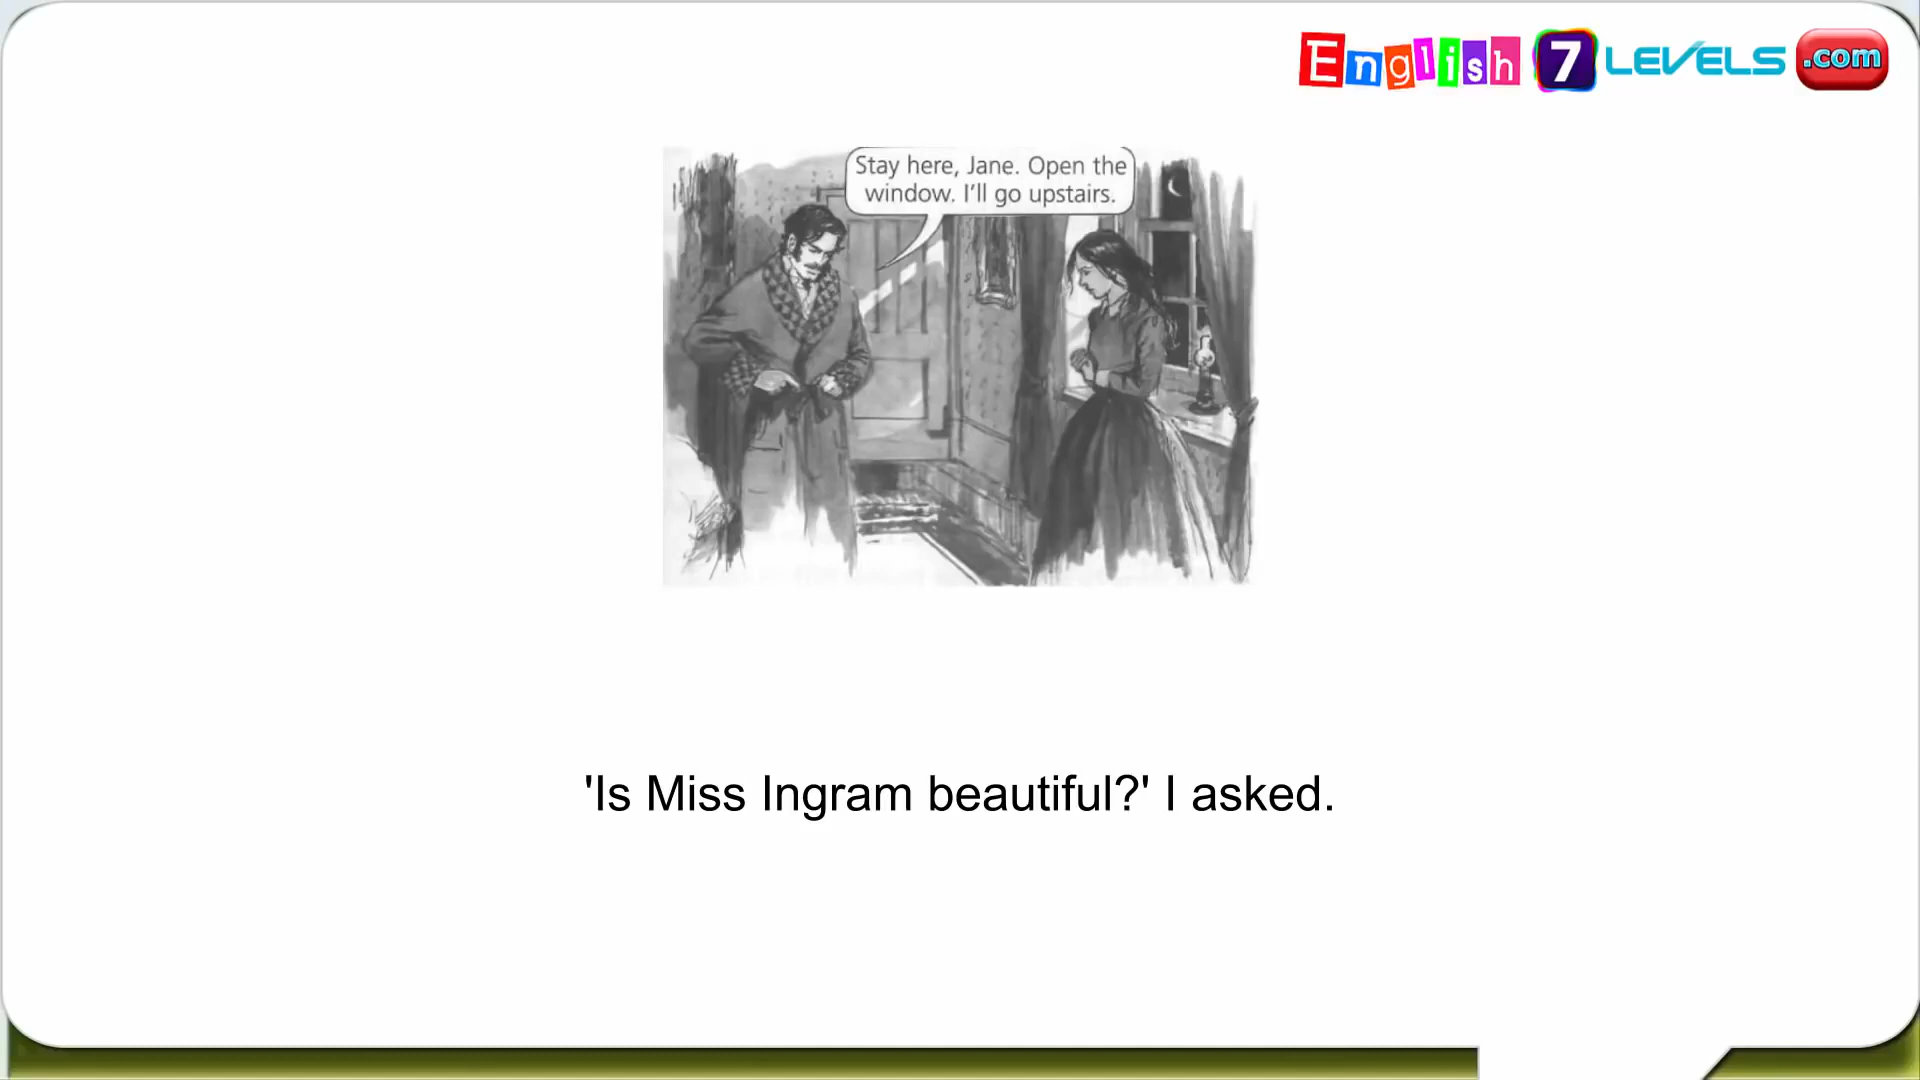 English 7 LEVELS .com
Stay here, Jane. Open the
window. I'll go upstairs.
'Is Miss Ingram beautiful?' I asked.